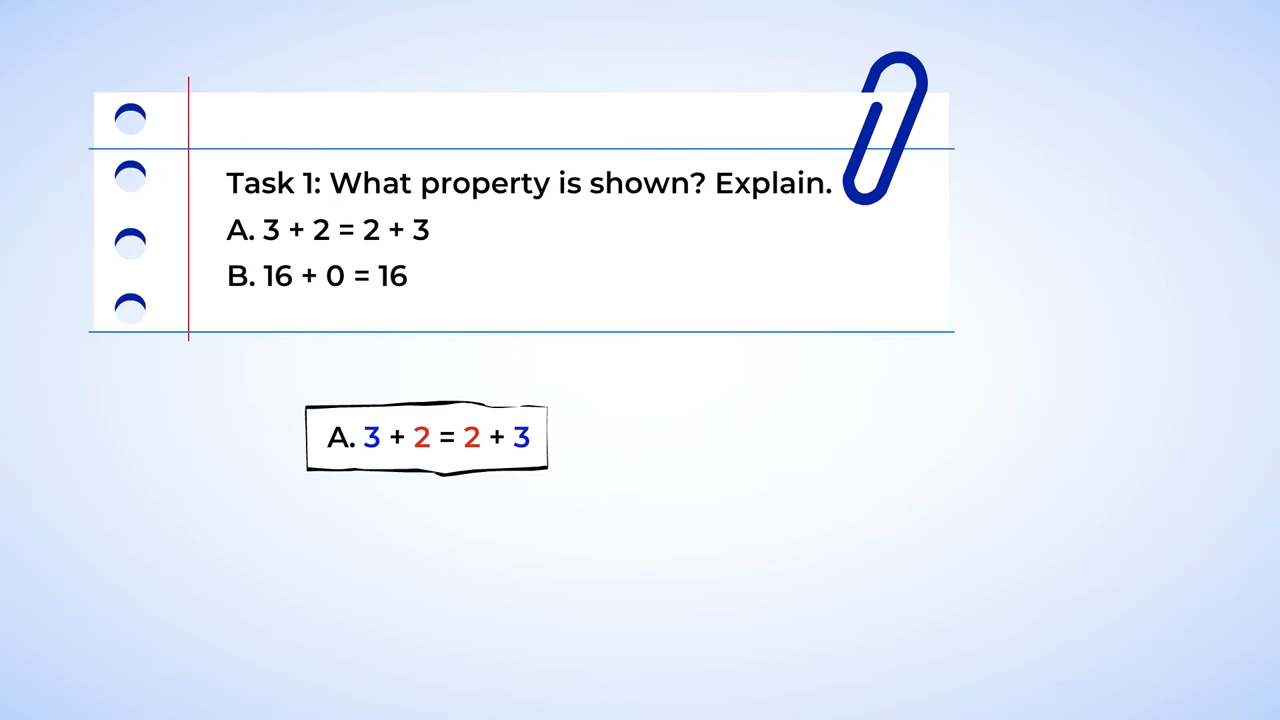 Task 1: What property is shown? Explain.
A. 3 + 2 = 2 + 3
B. 16 + 0 = 16
A. 3 + 2 = 2 + 3